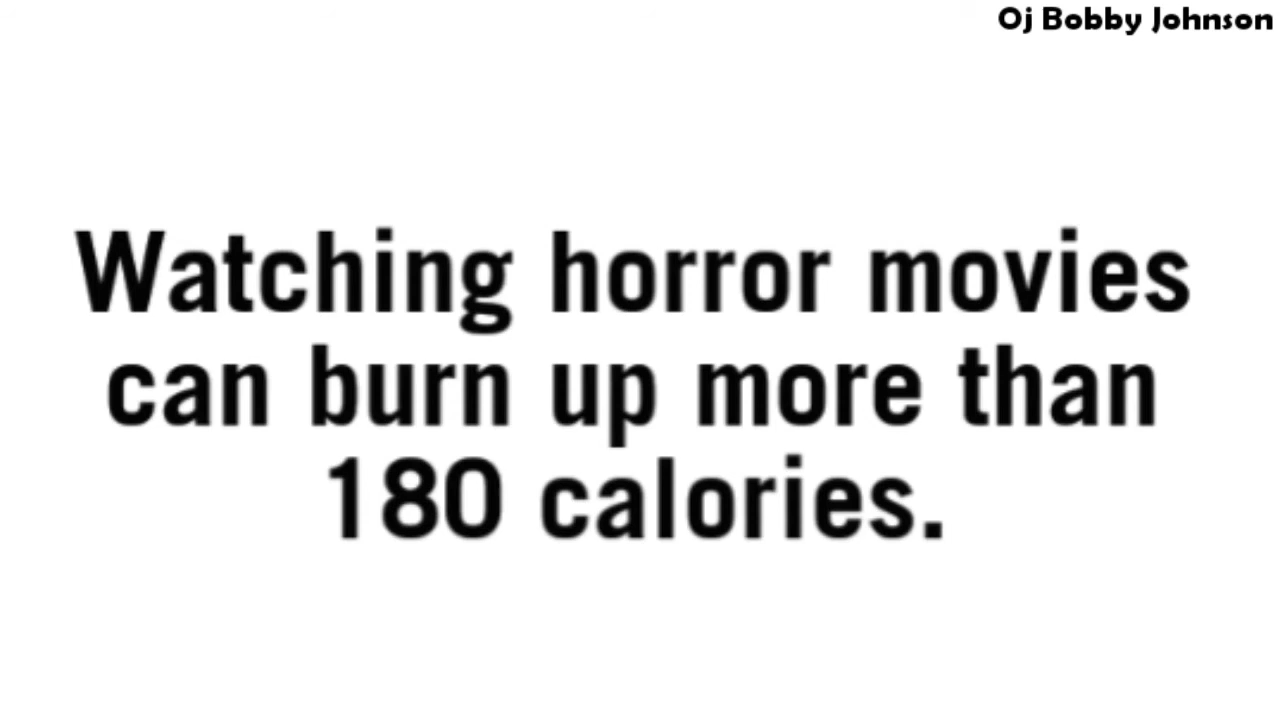 Oj Bobby Johnson
Watching horror movies
can burn up more than
180 calories.